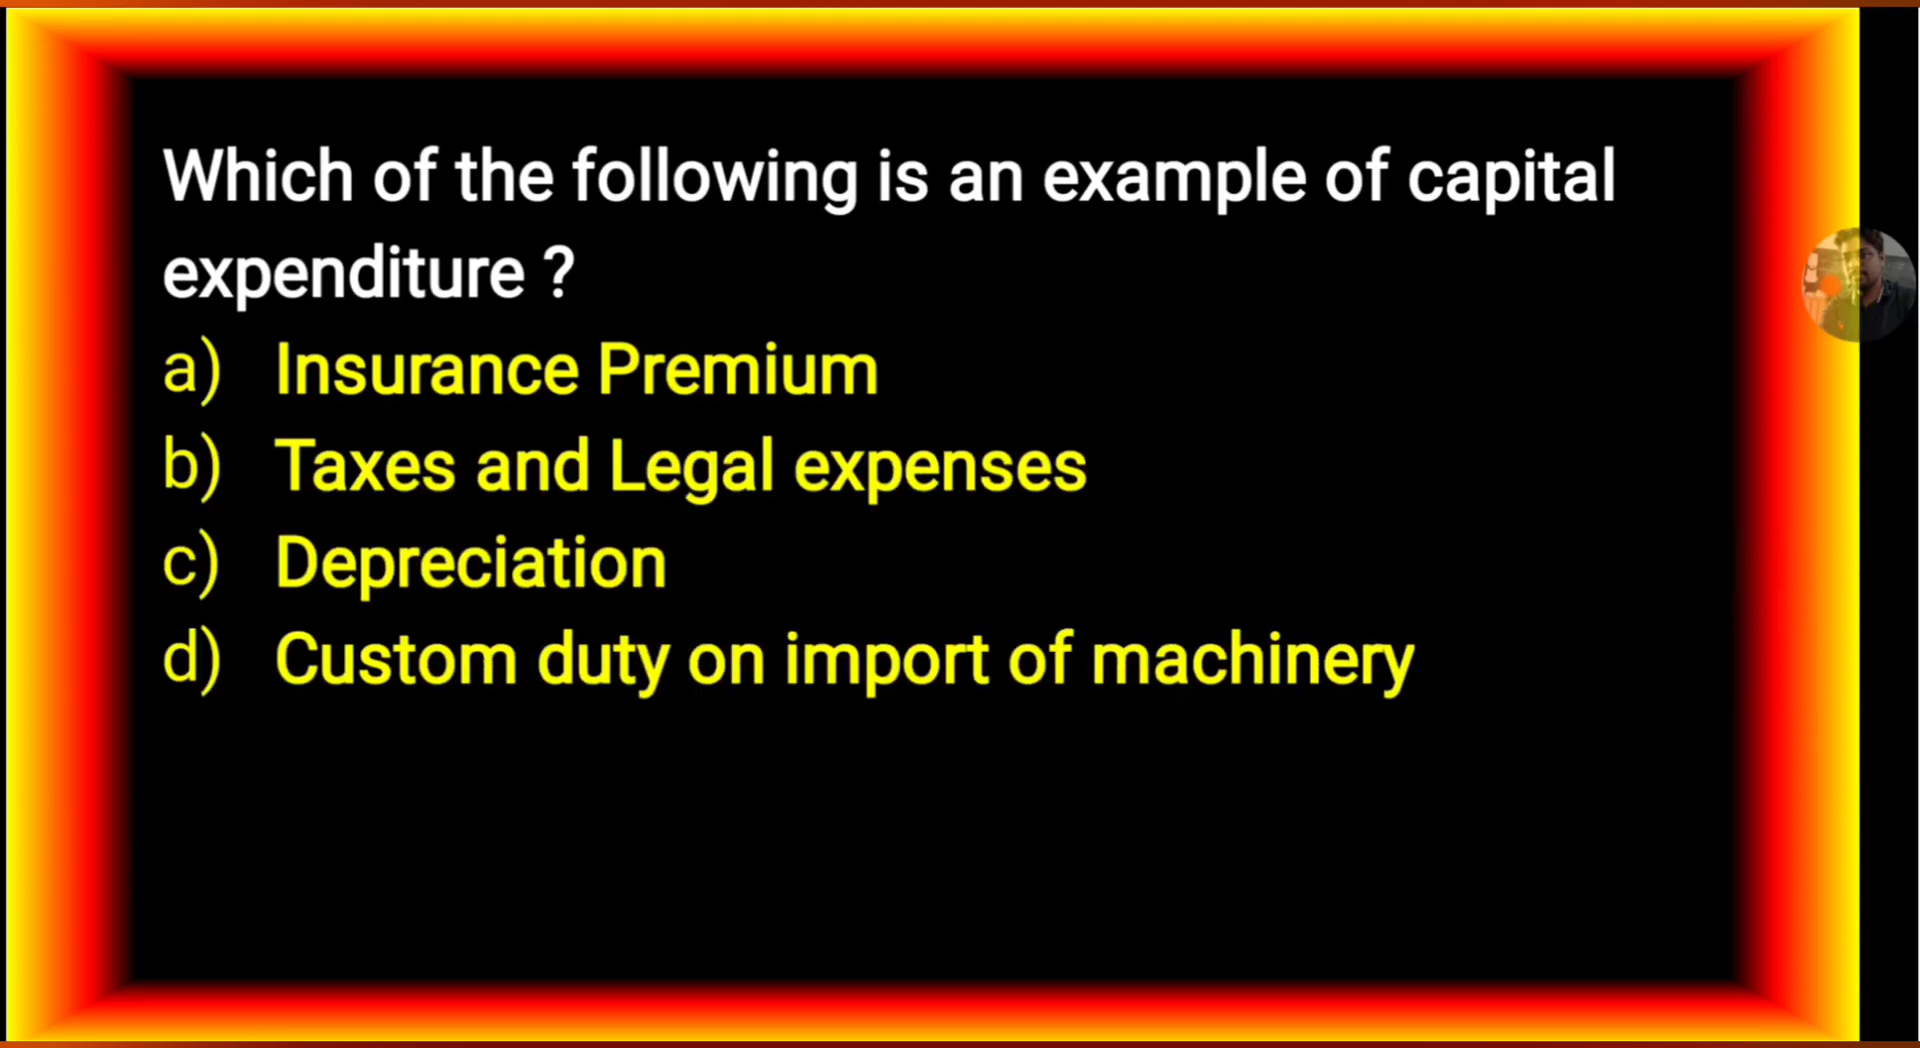 Which of the following is an example of capital
expenditure ?
a) Insurance Premium
b) Taxes and Legal expenses
c) Depreciation
d) Custom duty on import of machinery